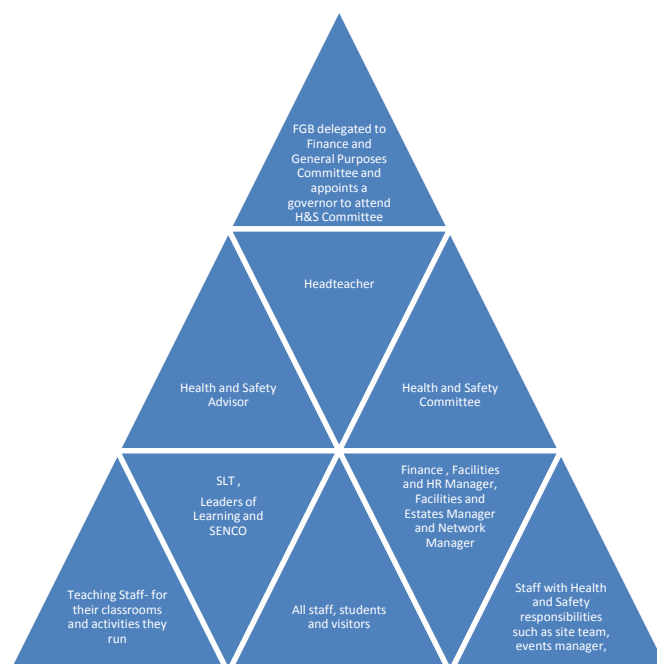 FGB delegated to
Finance and
General Purposes
Committee and
appoints a
governor to attend
H&S Committee
Headteacher
Health and Safety
Advisor
Health and Safety
Committee
SLT ,
Leaders of
Learning and
SENCO
Finance , Facilities
and HR Manager,
Facilities and
Estates Manager
and Network
Manager
Teaching Staff- for
their classrooms
and activities they
run
All staff, students
and visitors
Staff with Health
and Safety
responsibilities
such as site team,
events manager,